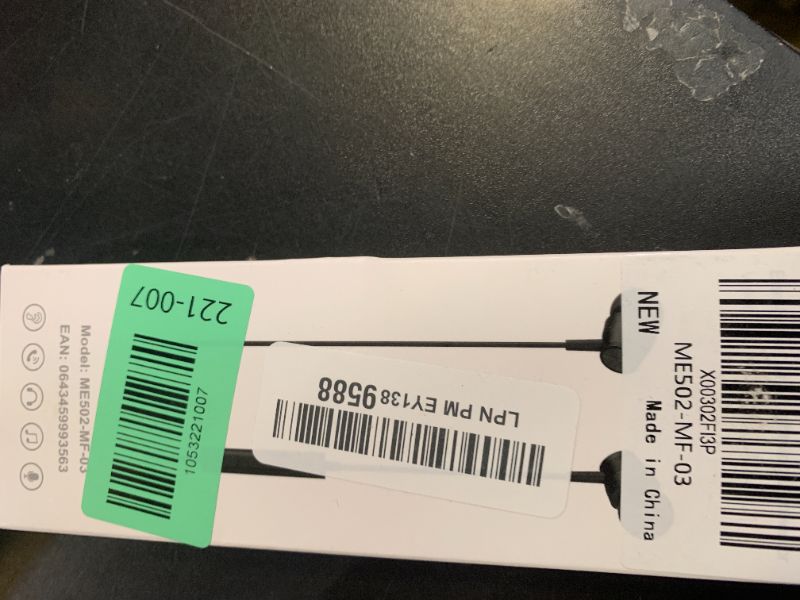 Model: ME502-MF-03
EAN: 0643459993563
221-007
1053221007
LPN PM EY138 9588
X00302FI3P
ME502-MF-03
NEW
Made in China